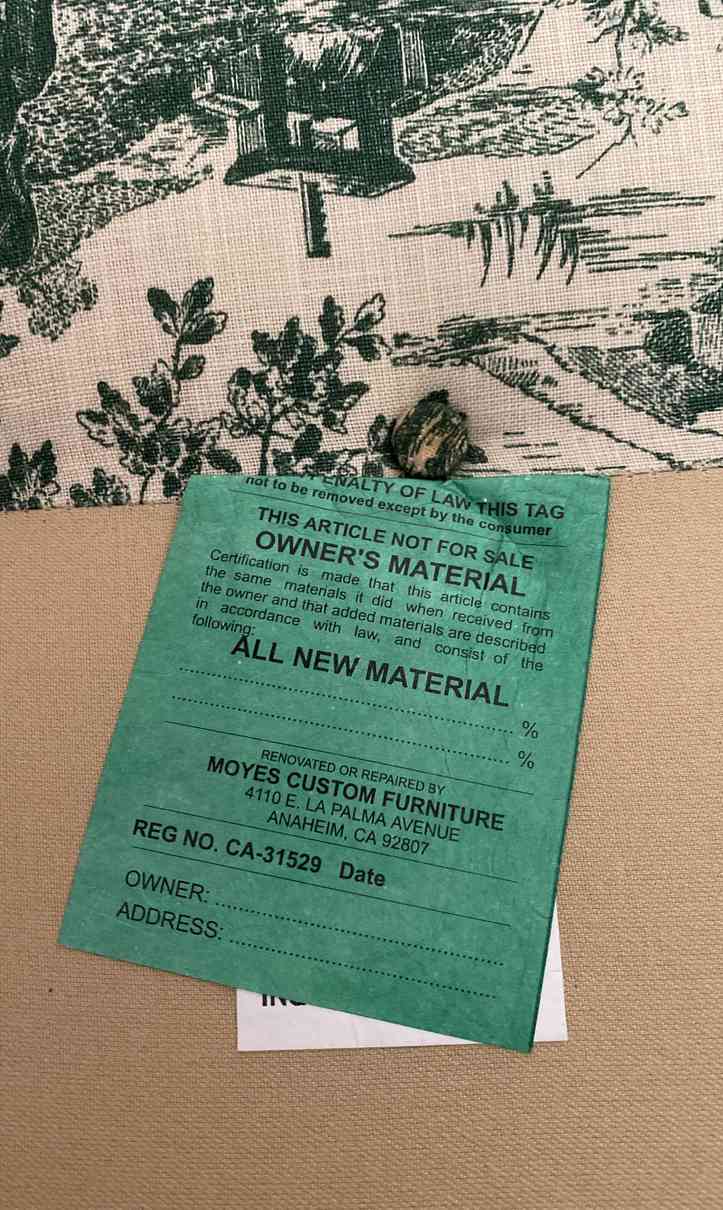 PENALTY OF LAW THIS TAG
not to be removed except by the consumer
THIS ARTICLE NOT FOR SALE
OWNER'S MATERIAL
Certification is made that this article contains
the same materials it did when received from
the owner and that added materials are described
in accordance with law, and consist of the
following:
ALL NEW MATERIAL
........................................ %
........................................ %
RENOVATED OR REPAIRED BY
MOYES CUSTOM FURNITURE
4110 E. LA PALMA AVENUE
ANAHEIM, CA 92807
REG NO. CA-31529 Date
OWNER: ........................................
ADDRESS: ........................................